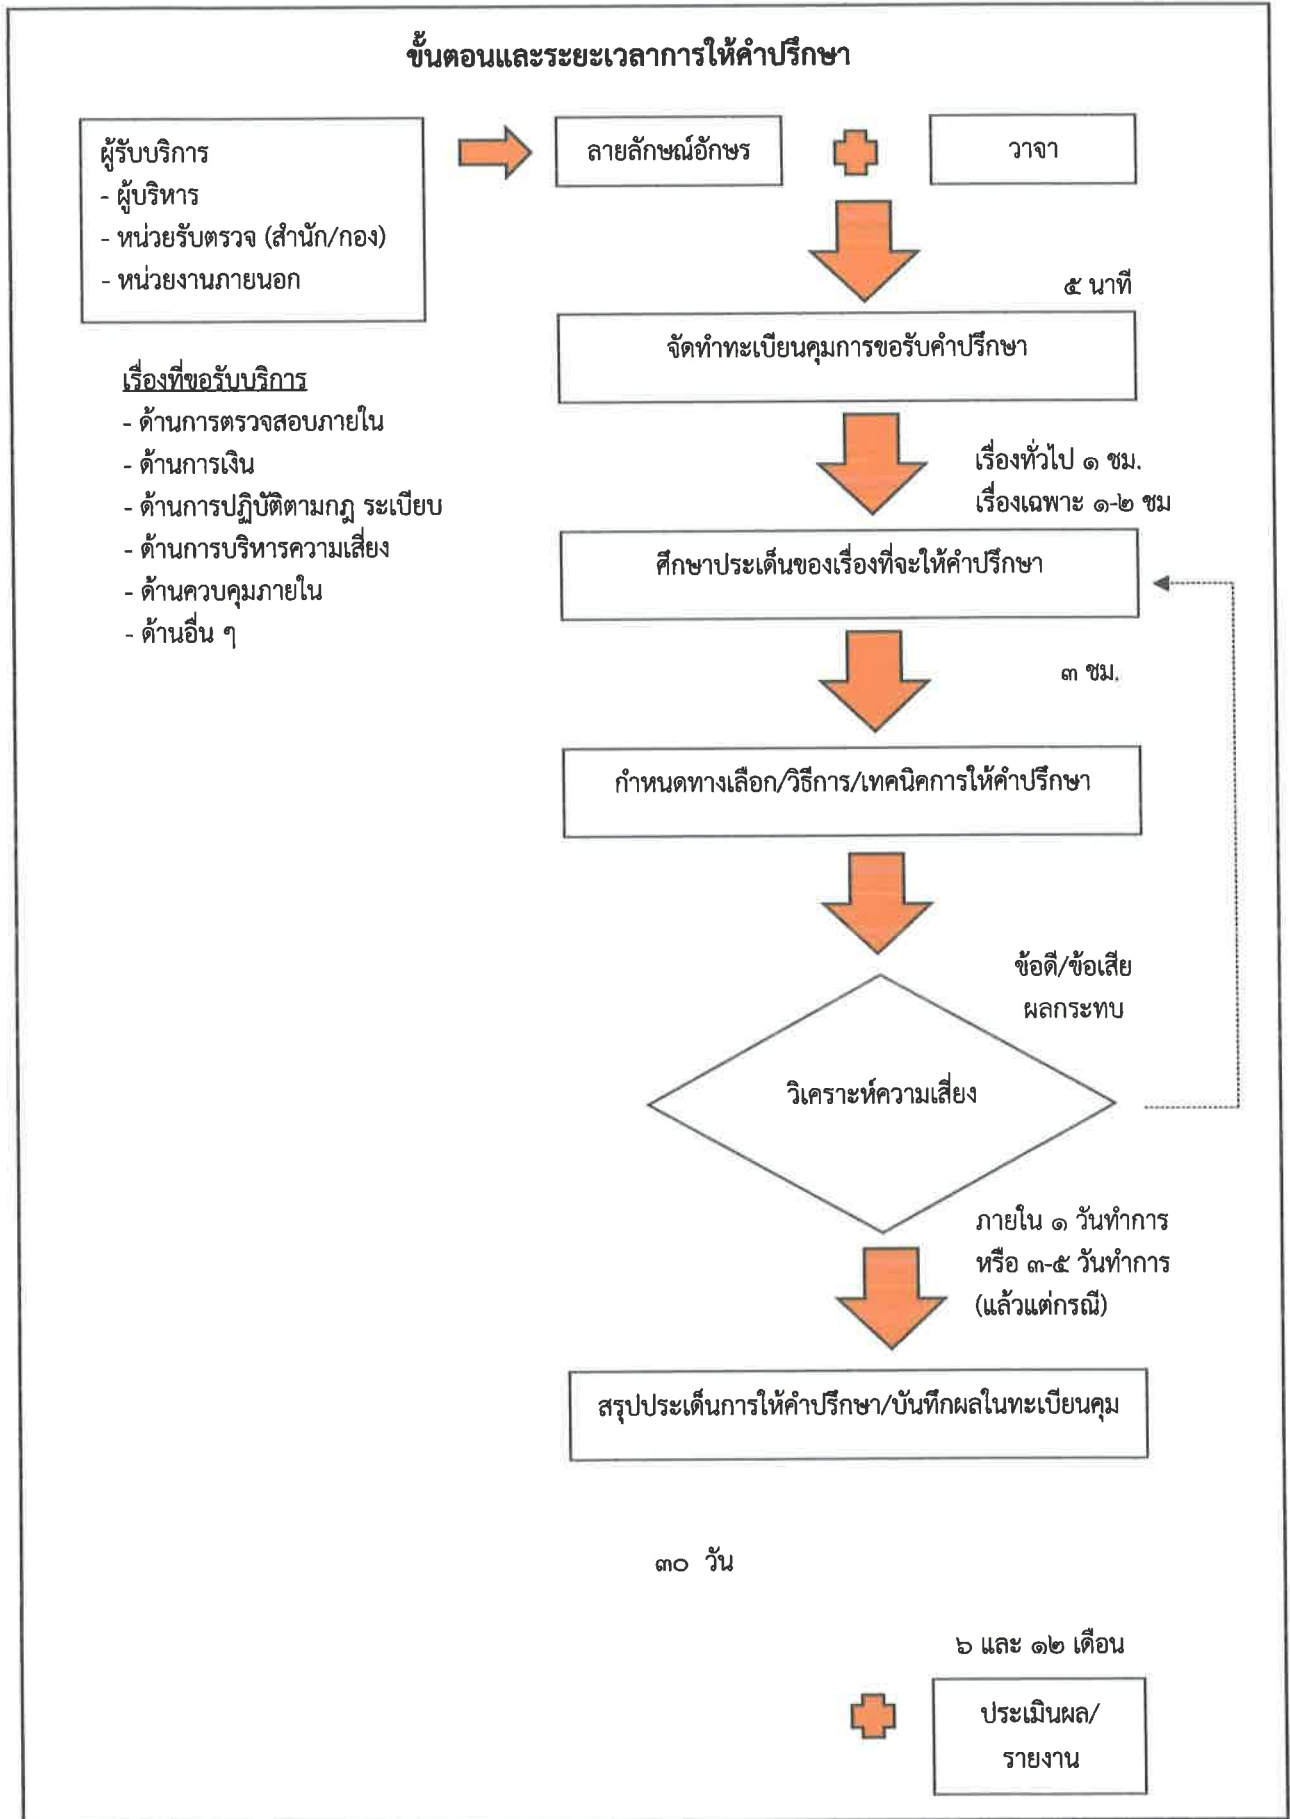 ขั้นตอนและระยะเวลาการให้คำปรึกษา
ผู้รับบริการ
- ผู้บริหาร
- หน่วยรับตรวจ (สำนัก/กอง)
- หน่วยงานภายนอก
ลายลักษณ์อักษร
วาจา
๕ นาที
จัดทำทะเบียนคุมการขอรับคำปรึกษา
เรื่องที่ขอรับบริการ
- ด้านการตรวจสอบภายใน
- ด้านการเงิน
- ด้านการปฏิบัติตามกฎ ระเบียบ
- ด้านการบริหารความเสี่ยง
- ด้านควบคุมภายใน
- ด้านอื่น ๆ
เรื่องทั่วไป ๑ ชม.
เรื่องเฉพาะ ๑-๒ ชม
ศึกษาประเด็นของเรื่องที่จะให้คำปรึกษา
๓ ชม.
กำหนดทางเลือก/วิธีการ/เทคนิคการให้คำปรึกษา
ข้อดี/ข้อเสีย
ผลกระทบ
วิเคราะห์ความเสี่ยง
ภายใน ๑ วันทำการ
หรือ ๓-๕ วันทำการ
(แล้วแต่กรณี)
สรุปประเด็นการให้คำปรึกษา/บันทึกผลในทะเบียนคุม
๓๐ วัน
๖ และ ๑๒ เดือน
ประเมินผล/
รายงาน